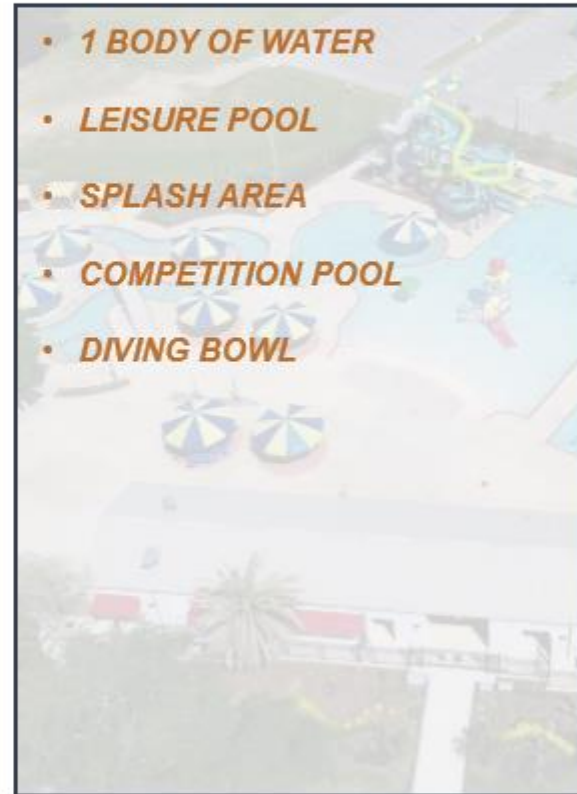 • 1 BODY OF WATER
• LEISURE POOL
• SPLASH AREA
• COMPETITION POOL
• DIVING BOWL